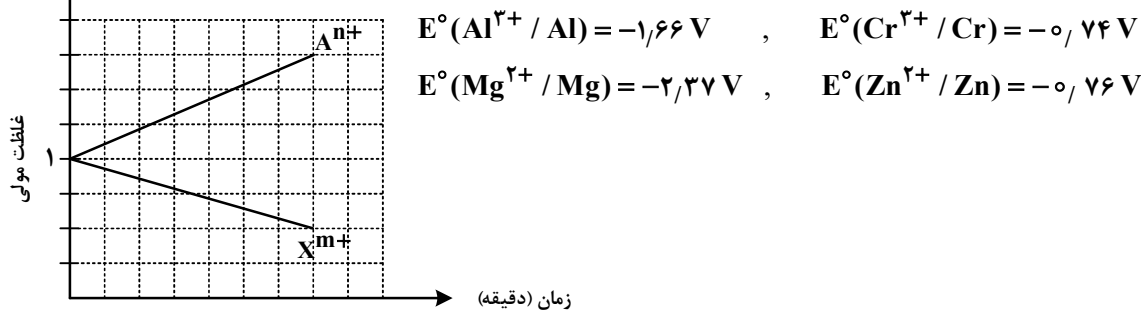 E°(Al³⁺ / Al) = −۱/۶۶ V , E°(Cr³⁺ / Cr) = −۰/۷۴ V
E°(Mg²⁺ / Mg) = −۲/۳۷ V , E°(Zn²⁺ / Zn) = −۰/۷۶ V
Aⁿ⁺
غلظت مولی
۱
Xᵐ⁺
زمان (دقیقه)